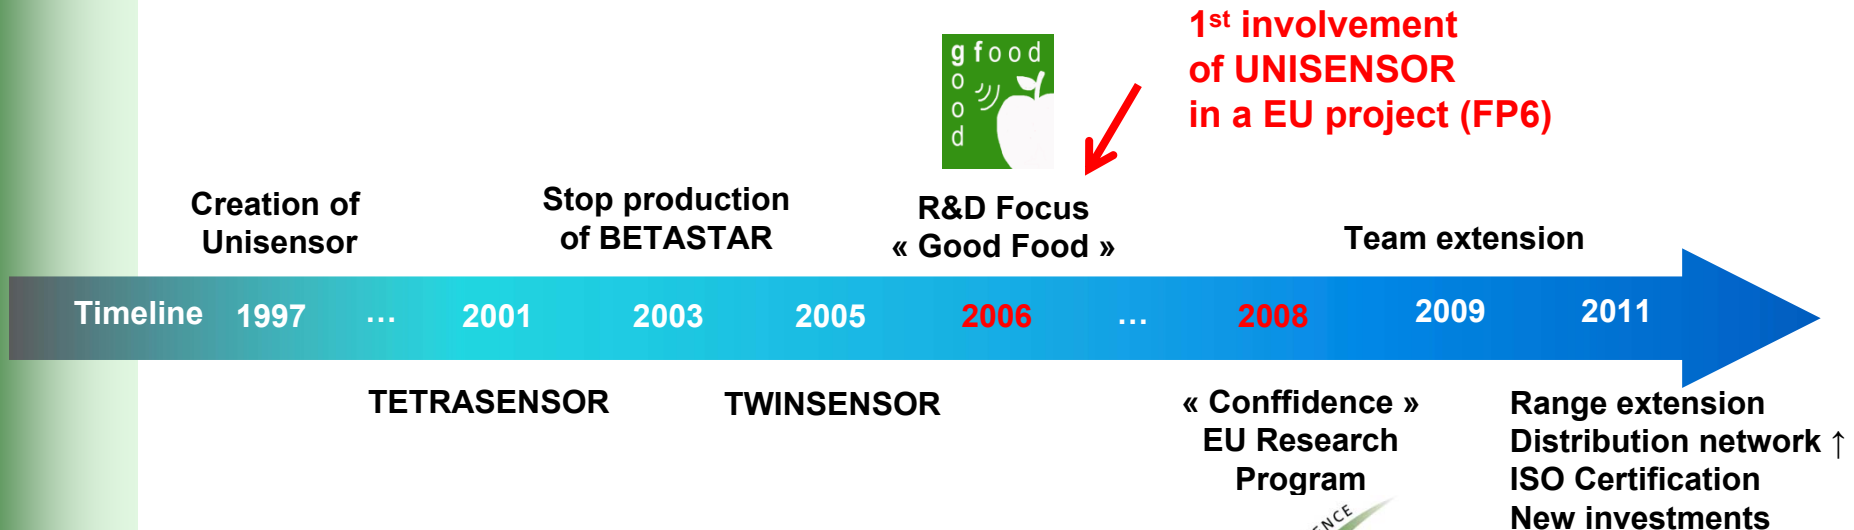 1st involvement
of UNISENSOR
in a EU project (FP6)
g food
o
o
d
Creation of
Unisensor
Stop production
of BETASTAR
R&D Focus
« Good Food »
Team extension
Timeline 1997 ... 2001 2003 2005 2006 ... 2008 2009 2011
TETRASENSOR
TWINSENSOR
« Conffidence »
EU Research
Program
Range extension
Distribution network ↑
ISO Certification
New investments